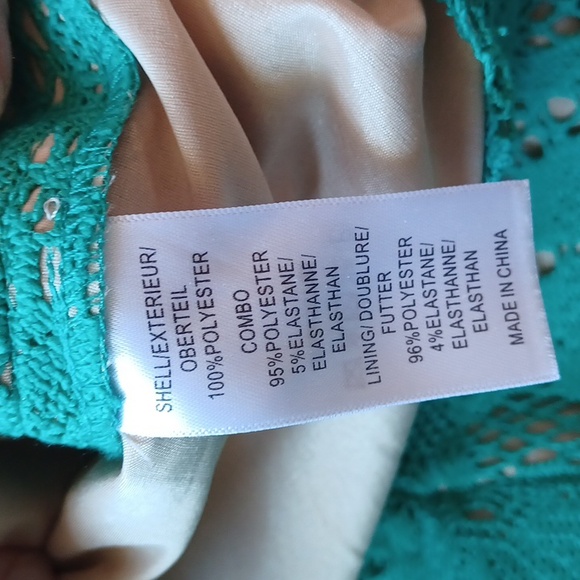 SHELL/EXTERIEUR/
OBERTEIL
100%POLYESTER
COMBO
95%POLYESTER/
5%ELASTANE/
ELASTHANNE/
ELASTHAN
LINING/DOUBLURE/
FUTTER
96%POLYESTER
4%ELASTANE/
ELASTHANNE/
ELASTHAN
MADE IN CHINA